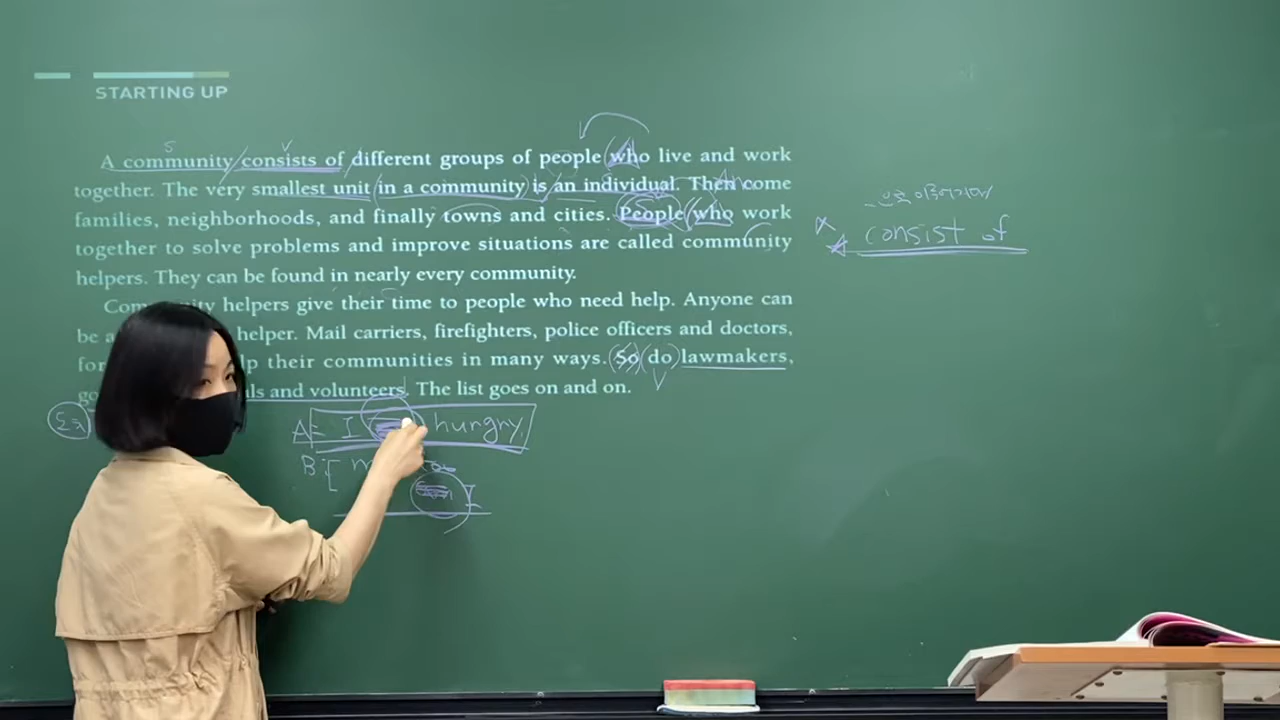 STARTING UP
A community consists of different groups of people who live and work
together. The very smallest unit in a community is an individual. Then come
families, neighborhoods, and finally towns and cities. People who work
together to solve problems and improve situations are called community
helpers. They can be found in nearly every community.
Community helpers give their time to people who need help. Anyone can
be a helper. Mail carriers, firefighters, police officers and doctors,
for their communities in many ways. So do lawmakers,
and volunteers. The list goes on and on.
S
V
consist of
V
A: I hungry
B:
I